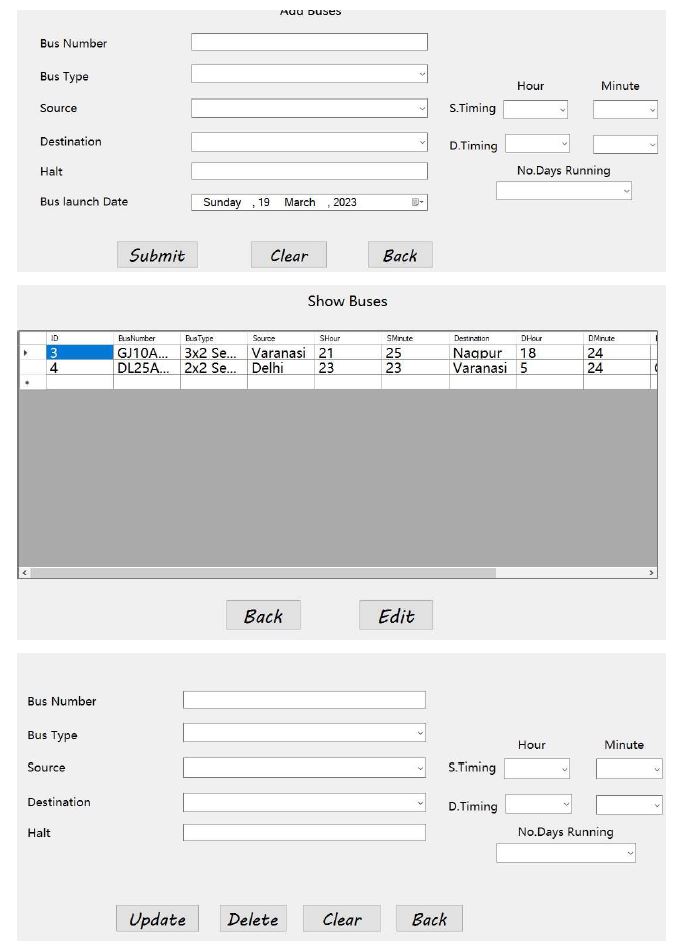 Add Buses
Bus Number
Bus Type
Hour Minute
Source S.Timing
Destination D.Timing
Halt No.Days Running
Bus launch Date Sunday , 19 March , 2023
Submit Clear Back
Show Buses
ID BusNumber BusType Source SHour SMinute Destination DHour DMinute
3 GJ10A... 3x2 Se... Varanasi 21 25 Nagpur 18 24
4 DL25A... 2x2 Se... Delhi 23 23 Varanasi 5 24
Back Edit
Bus Number
Bus Type
Hour Minute
Source S.Timing
Destination D.Timing
Halt No.Days Running
Update Delete Clear Back